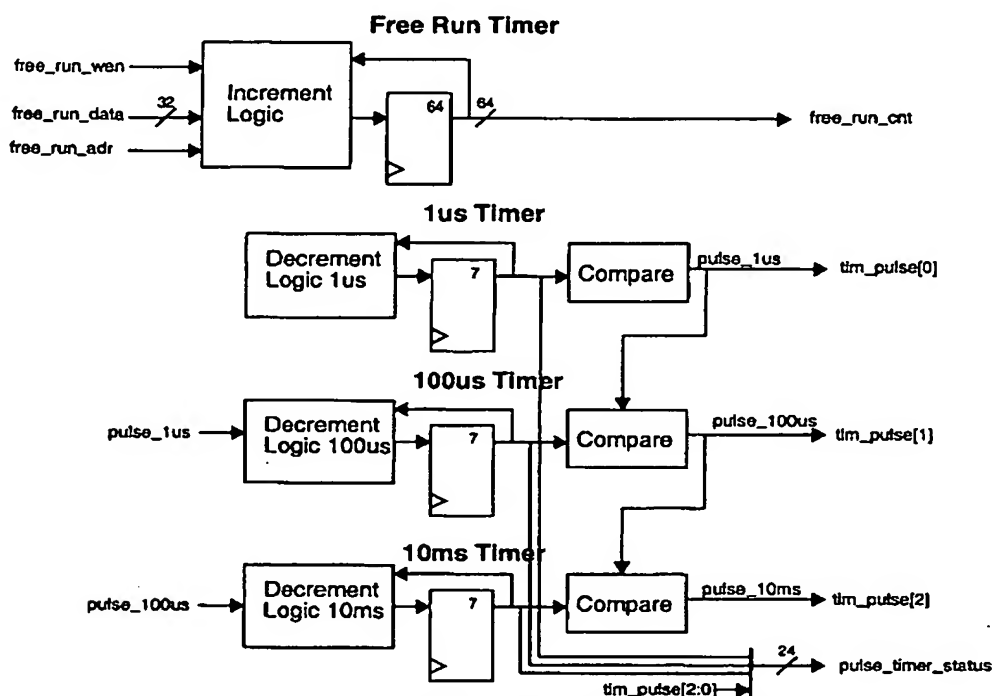 Free Run Timer
free_run_wen
free_run_data
32
free_run_adr
Increment
Logic
64
64
free_run_cnt
1us Timer
Decrement
Logic 1us
7
Compare
pulse_1us
tim_pulse[0]
100us Timer
pulse_1us
Decrement
Logic 100us
7
Compare
pulse_100us
tim_pulse[1]
10ms Timer
pulse_100us
Decrement
Logic 10ms
7
Compare
pulse_10ms
tim_pulse[2]
24
pulse_timer_status
tim_pulse[2:0]